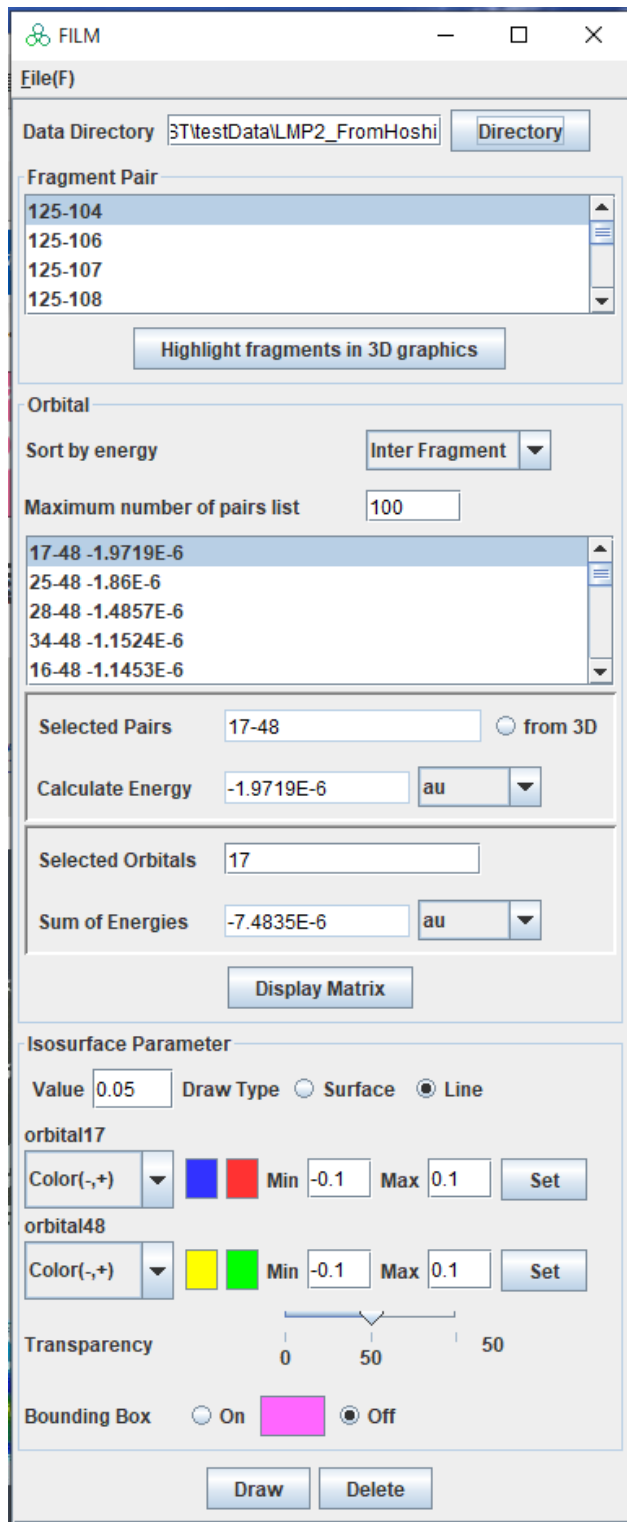 FILM
File(F)
Data Directory ST\testData\LMP2_FromHoshi Directory
Fragment Pair
125-104
125-106
125-107
125-108
Highlight fragments in 3D graphics
Orbital
Sort by energy Inter Fragment
Maximum number of pairs list 100
17-48 -1.9719E-6
25-48 -1.86E-6
28-48 -1.4857E-6
34-48 -1.1524E-6
16-48 -1.1453E-6
Selected Pairs 17-48 from 3D
Calculate Energy -1.9719E-6 au
Selected Orbitals 17
Sum of Energies -7.4835E-6 au
Display Matrix
Isosurface Parameter
Value 0.05 Draw Type Surface Line
orbital17
Color(-,+) Min -0.1 Max 0.1 Set
orbital48
Color(-,+) Min -0.1 Max 0.1 Set
Transparency 0 50 50
Bounding Box On Off
Draw Delete